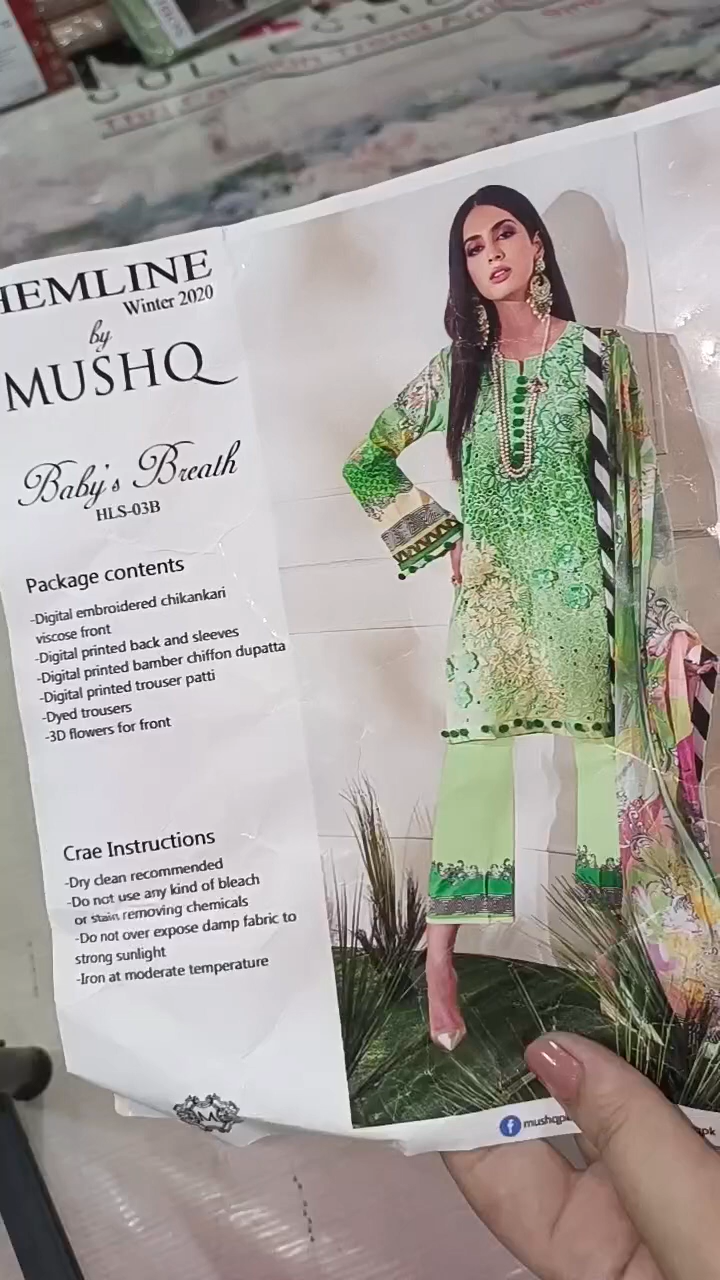 COLLECTI
HEMLINE
Winter 2020
by
MUSHQ
Baby's Breath
HLS-03B
Package contents
-Digital embroidered chikankari
viscose front
-Digital printed back and sleeves
-Digital printed bamber chiffon dupatta
-Digital printed trouser patti
-Dyed trousers
-3D flowers for front
Crae Instructions
-Dry clean recommended
-Do not use any kind of bleach
or stain removing chemicals
-Do not over expose damp fabric to
strong sunlight
-Iron at moderate temperature
M
f mushqp
pk